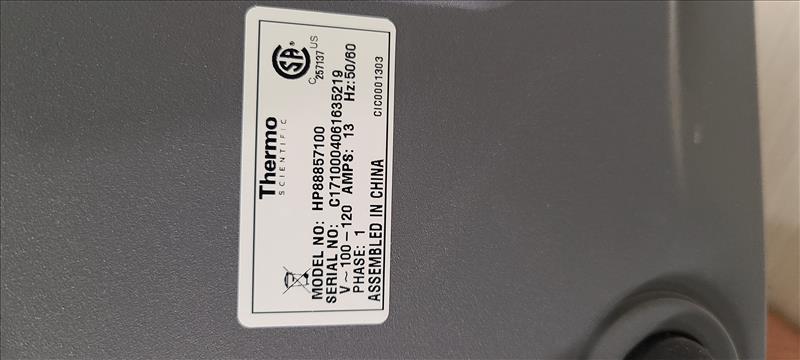 Thermo
SCIENTIFIC
C US
257137
MODEL NO: HP88857100
SERIAL NO: C1710004061635219
V~100-120 AMPS: 13 Hz:50/60
PHASE: 1
ASSEMBLED IN CHINA
CIC0001303